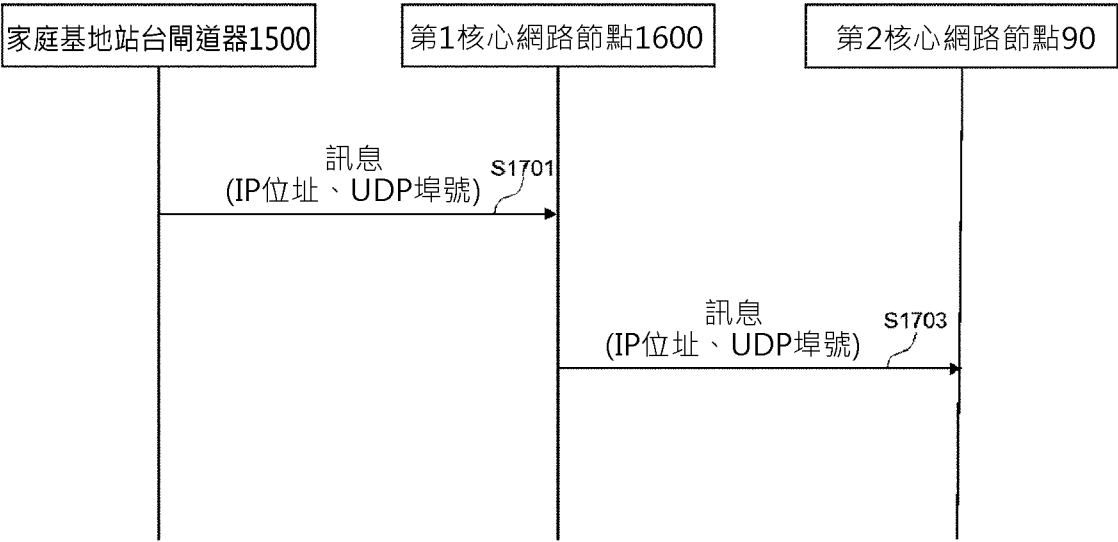 家庭基地站台閘道器1500
第1核心網路節點1600
第2核心網路節點90
訊息
(IP位址、UDP埠號)
S1701
訊息
(IP位址、UDP埠號)
S1703